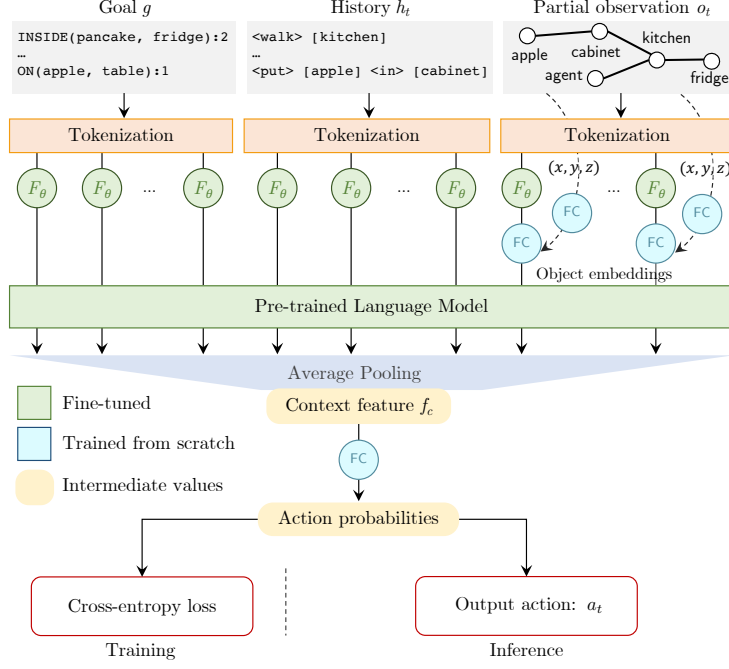 Goal g
History h_t
Partial observation o_t
INSIDE(pancake, fridge):2
…
ON(apple, table):1
<walk> [kitchen]
…
<put> [apple] <in> [cabinet]
apple
cabinet
kitchen
agent
fridge
Tokenization
Tokenization
Tokenization
(x, y, z)
(x, y, z)
F_θ
F_θ
...
F_θ
F_θ
F_θ
...
F_θ
F_θ
...
F_θ
FC
FC
FC
FC
Object embeddings
Pre-trained Language Model
Average Pooling
Context feature f_c
Fine-tuned
Trained from scratch
Intermediate values
FC
Action probabilities
Cross-entropy loss
Output action: a_t
Training
Inference